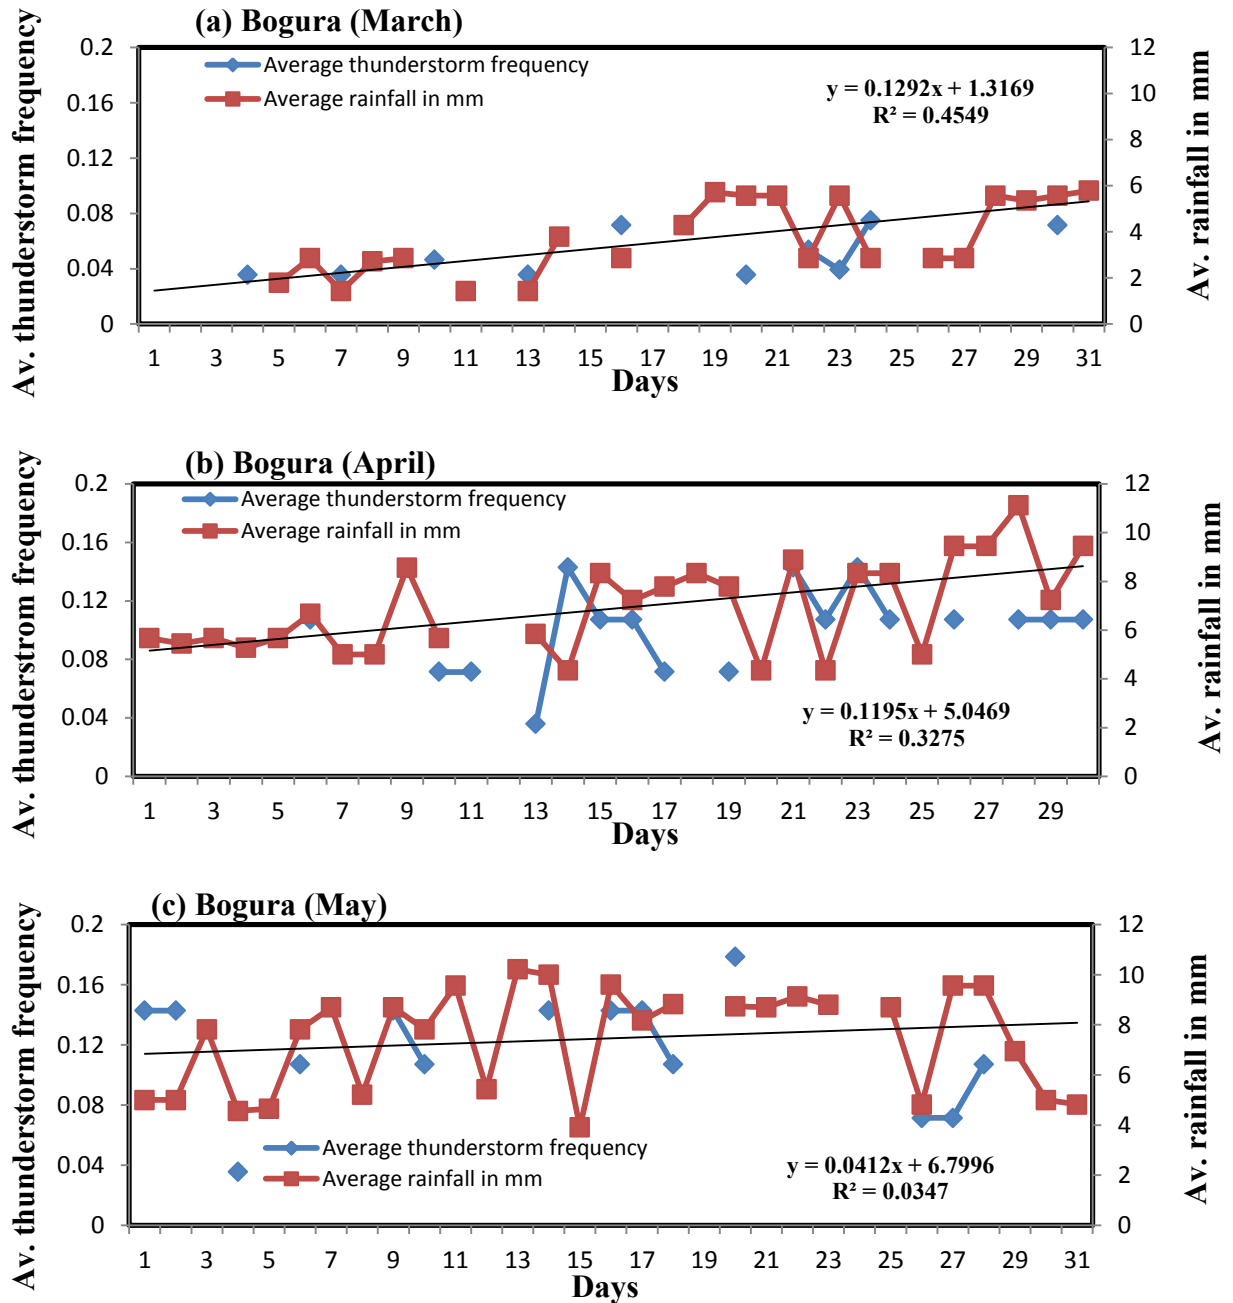 (a) Bogura (March)
Av. thunderstorm frequency
0.2
0.16
0.12
0.08
0.04
0
Average thunderstorm frequency
Average rainfall in mm
y = 0.1292x + 1.3169
R² = 0.4549
12
10
8
6
4
2
0
Av. rainfall in mm
1 3 5 7 9 11 13 15 17 19 21 23 25 27 29 31
Days
(b) Bogura (April)
Av. thunderstrom frequency
0.2
0.16
0.12
0.08
0.04
0
Average thunderstorm frequency
Average rainfall in mm
y = 0.1195x + 5.0469
R² = 0.3275
12
10
8
6
4
2
0
Av. rainfall in mm
1 3 5 7 9 11 13 15 17 19 21 23 25 27 29
Days
(c) Bogura (May)
Av. thunderstorm frequency
0.2
0.16
0.12
0.08
0.04
0
Average thunderstorm frequency
Average rainfall in mm
y = 0.0412x + 6.7996
R² = 0.0347
12
10
8
6
4
2
0
Av. rainfall in mm
1 3 5 7 9 11 13 15 17 19 21 23 25 27 29 31
Days